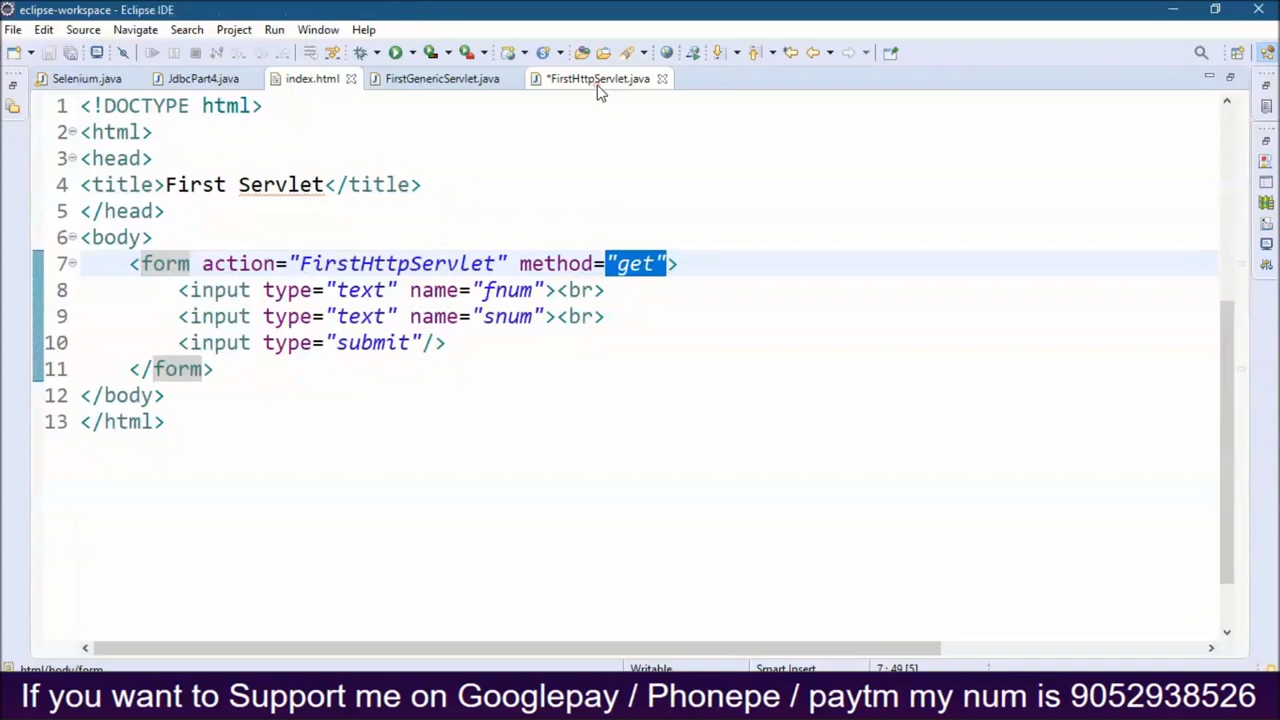 eclipse-workspace - Eclipse IDE
File Edit Source Navigate Search Project Run Window Help
Selenium.java JdbcPart4.java index.html FirstGenericServlet.java *FirstHttpServlet.java
1 <!DOCTYPE html>
2 <html>
3 <head>
4 <title>First Servlet</title>
5 </head>
6 <body>
7 <form action="FirstHttpServlet" method="get">
8 <input type="text" name="fnum"><br>
9 <input type="text" name="snum"><br>
10 <input type="submit"/>
11 </form>
12 </body>
13 </html>
html/body/form Writable Smart Insert 7 : 49 [5]
If you want to Support me on Googlepay / Phonepe / paytm my num is 9052938526